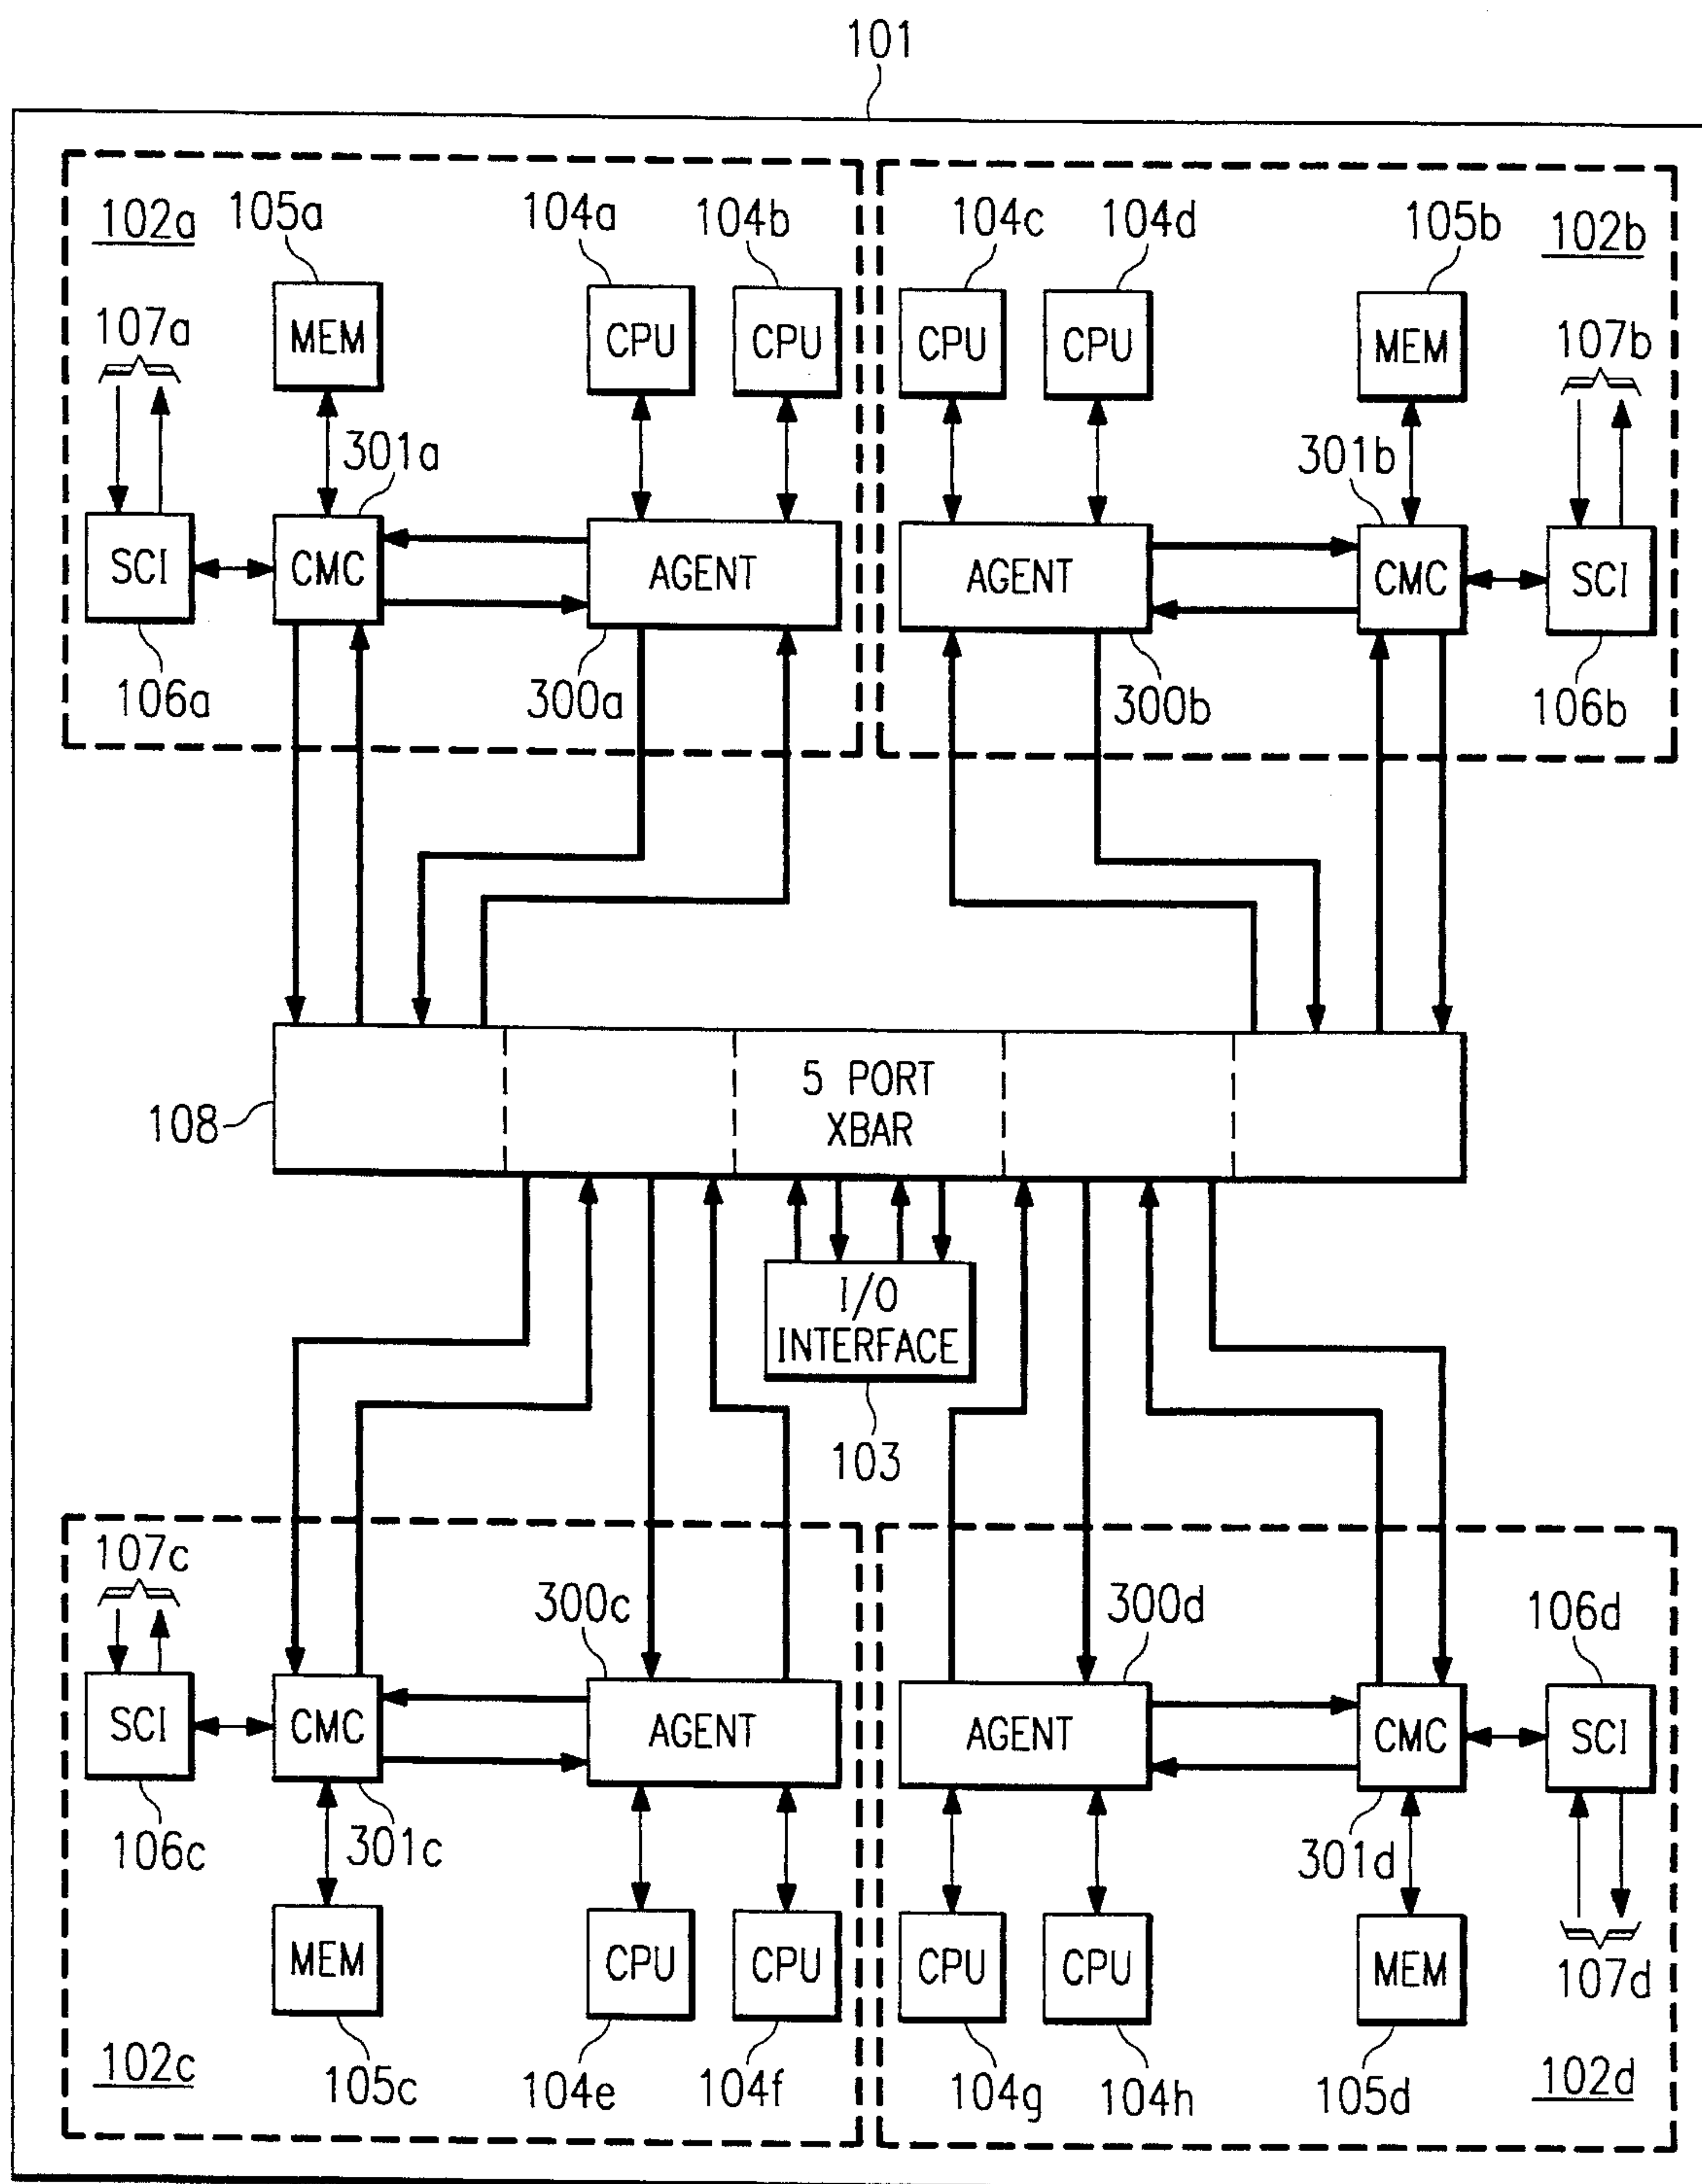 101
102a 105a 104a 104b 104c 104d 105b 102b
107a MEM CPU CPU CPU CPU MEM 107b
301a 301b
SCI CMC AGENT AGENT CMC SCI
106a 300a 300b 106b
5 PORT
XBAR
108
I/O
INTERFACE
103
107c 300c 300d 106d
SCI CMC AGENT AGENT CMC SCI
106c 301c 301d
MEM CPU CPU CPU CPU MEM 107d
102c 105c 104e 104f 104g 104h 105d 102d